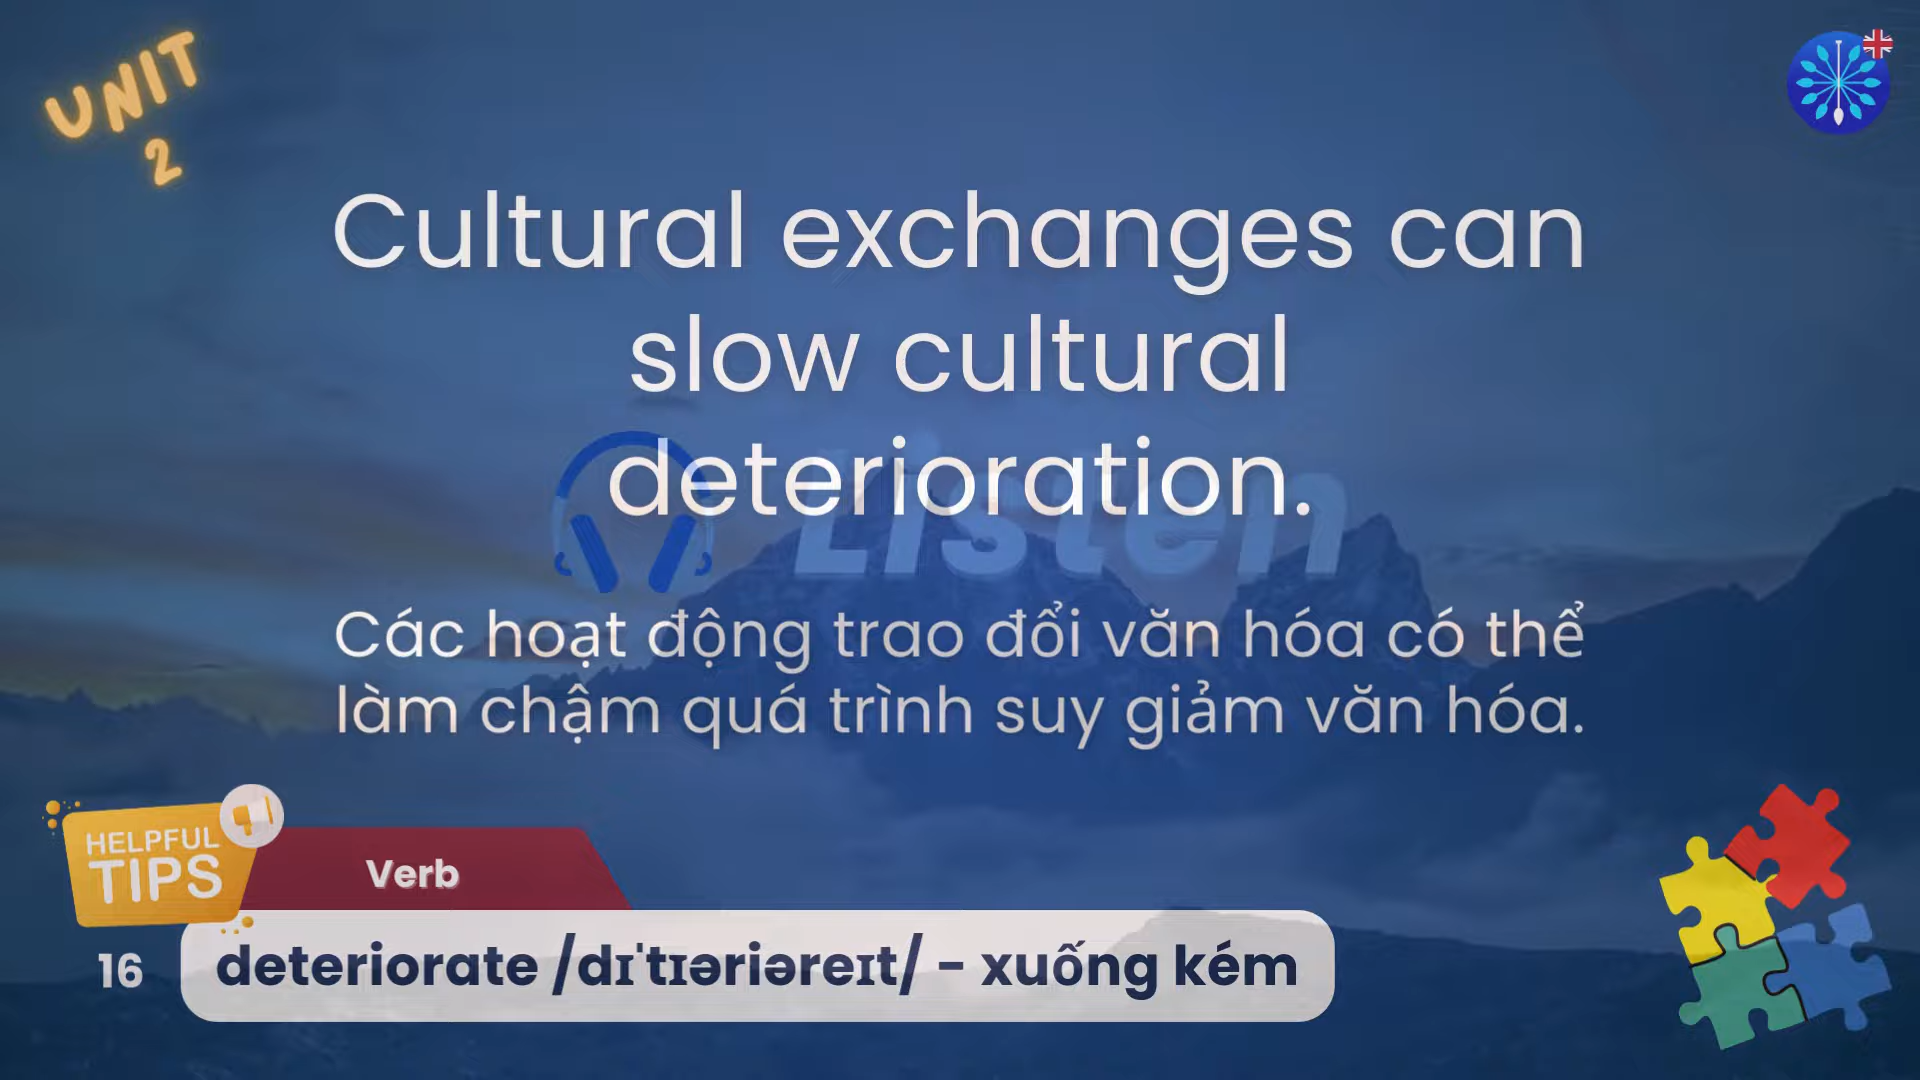 UNIT
2
Cultural exchanges can
slow cultural
deterioration.
Listen
Các hoạt động trao đổi văn hóa có thể
làm chậm quá trình suy giảm văn hóa.
HELPFUL
TIPS
Verb
16
deteriorate /dɪˈtɪəriəreɪt/ - xuống kém